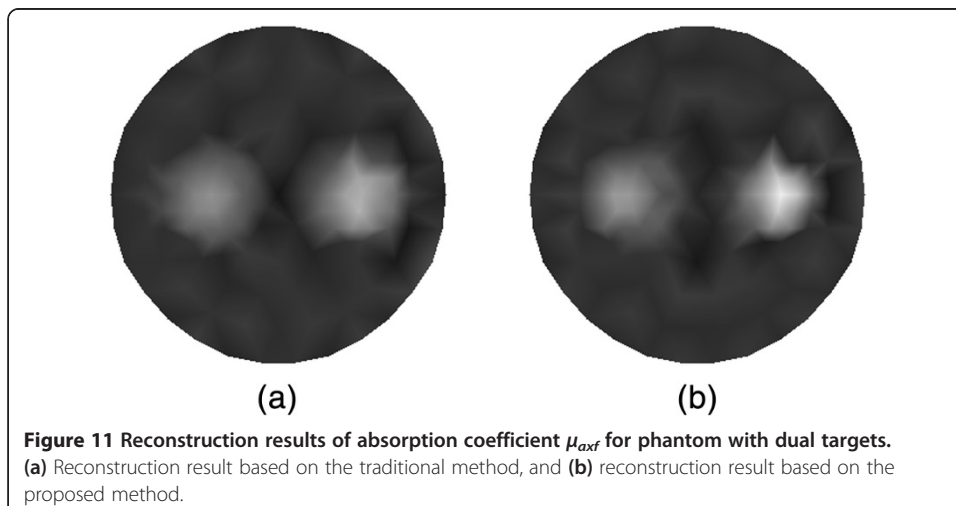 (a)
(b)
Figure 11 Reconstruction results of absorption coefficient μaxf for phantom with dual targets.
(a) Reconstruction result based on the traditional method, and (b) reconstruction result based on the
proposed method.